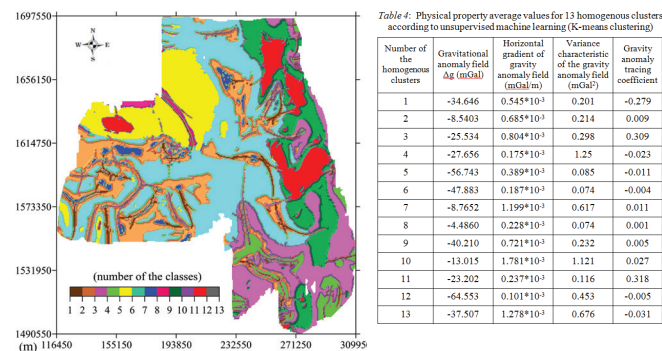 1697550
1656150
1614750
1573350
1531950
1490550
(m)
116450 155150 193850 232550 271250 309950
N
W E
S
(number of the classes)
1 2 3 4 5 6 7 8 9 10 11 12 13
Table 4: Physical property average values for 13 homogenous clusters
according to unsupervised machine learning (K-means clustering)
Number of the homogenous clusters | Gravitational anomaly field Δg (mGal) | Horizontal gradient of gravity anomaly field (mGal/m) | Variance characteristic of the gravity anomaly field (mGal²) | Gravity anomaly tracing coefficient
1 -34.646 0.545*10⁻³ 0.201 -0.279
2 -8.5403 0.685*10⁻³ 0.214 0.009
3 -25.534 0.804*10⁻³ 0.298 0.309
4 -27.656 0.175*10⁻³ 1.25 -0.023
5 -56.743 0.389*10⁻³ 0.085 -0.011
6 -47.883 0.187*10⁻³ 0.074 -0.004
7 -8.7652 1.199*10⁻³ 0.617 0.011
8 -4.4860 0.228*10⁻³ 0.074 0.001
9 -40.210 0.721*10⁻³ 0.232 0.005
10 -13.015 1.781*10⁻³ 1.121 0.027
11 -23.202 0.237*10⁻³ 0.116 0.318
12 -64.553 0.101*10⁻³ 0.453 -0.005
13 -37.507 1.278*10⁻³ 0.676 -0.031